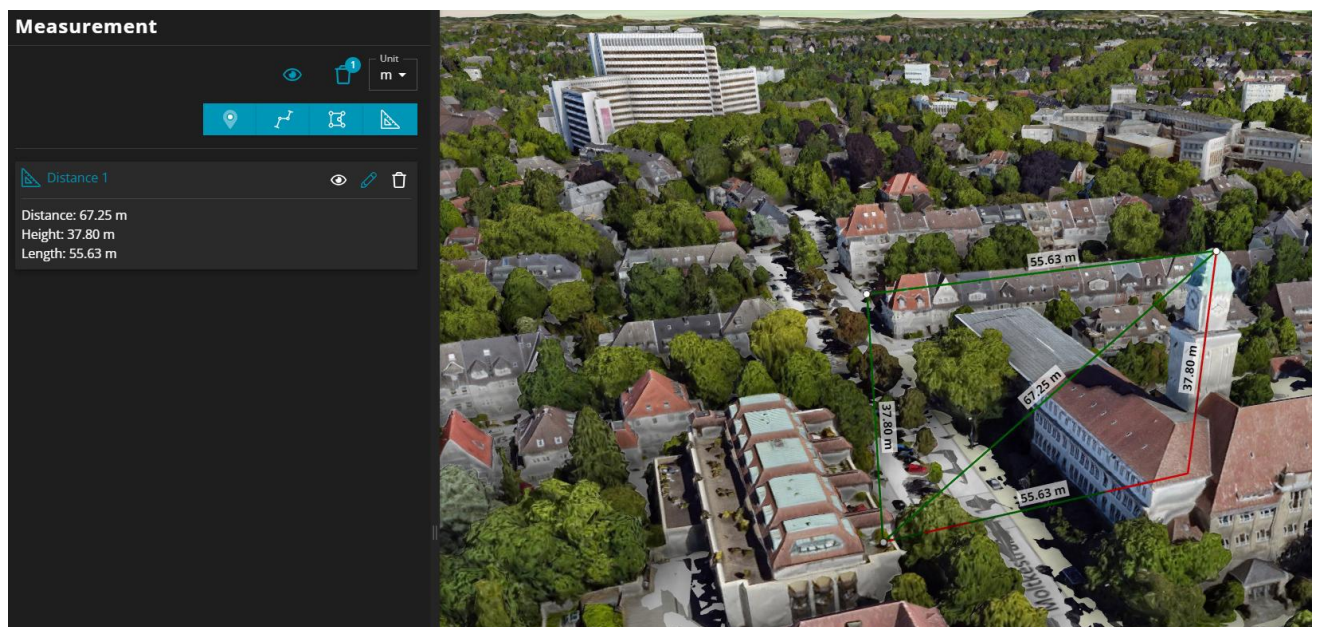 Measurement
1
Unit
m
Distance 1
Distance: 67.25 m
Height: 37.80 m
Length: 55.63 m
55.63 m
37.80 m
67.25 m
37.80 m
55.63 m